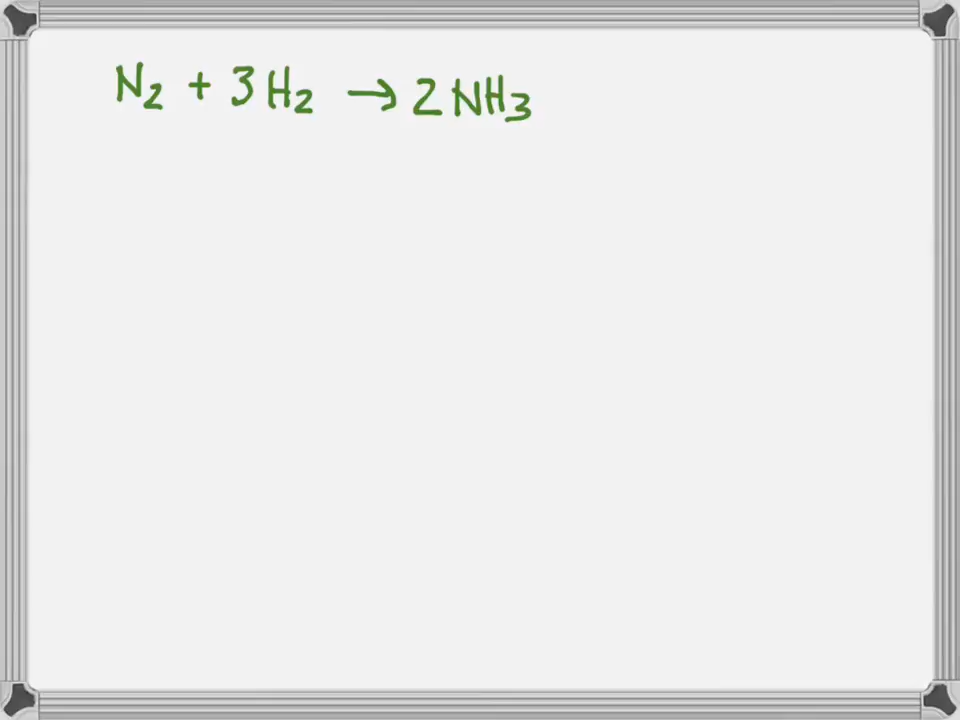 N₂ + 3H₂ → 2NH₃